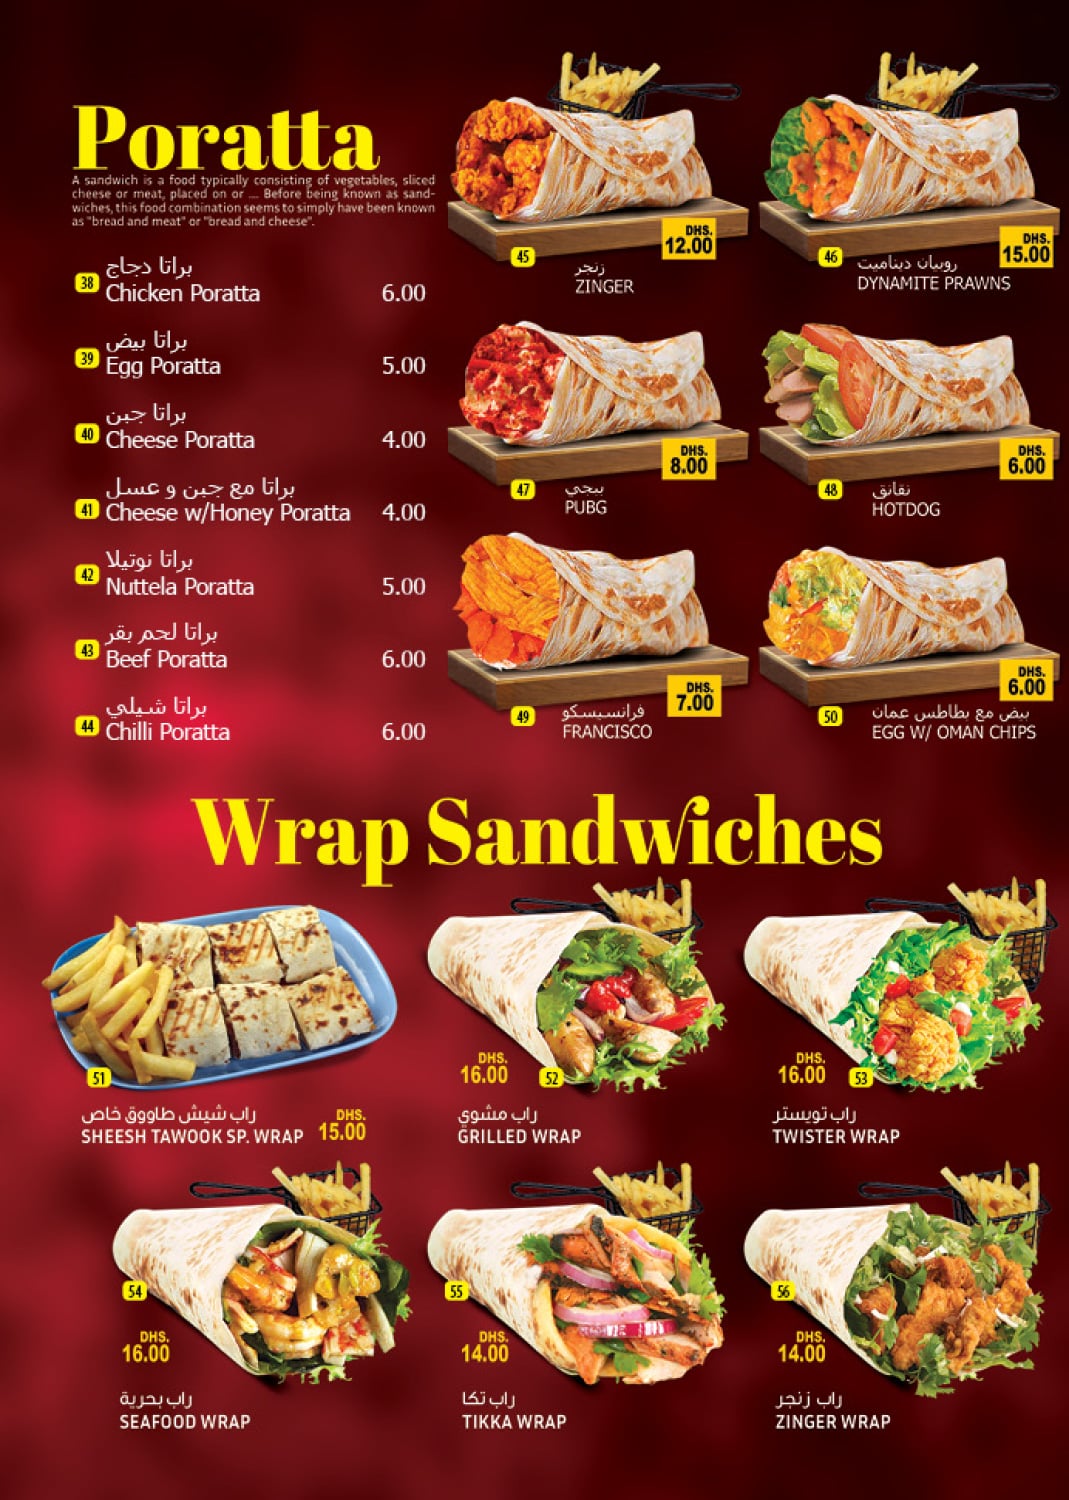 Poratta
A sandwich is a food typically consisting of vegetables, sliced
cheese or meat, placed on or .... Before being known as sand-
wiches, this food combination seems to simply have been known
as "bread and meat" or "bread and cheese".
براتا دجاج
38 Chicken Poratta 6.00
براتا بيض
39 Egg Poratta 5.00
براتا جبن
40 Cheese Poratta 4.00
براتا مع جبن و عسل
41 Cheese w/Honey Poratta 4.00
براتا نوتيلا
42 Nuttela Poratta 5.00
براتا لحم بقر
43 Beef Poratta 6.00
براتا شيلي
44 Chilli Poratta 6.00
DHS.
12.00
45
زنجر
ZINGER
DHS.
15.00
46
روبيان ديناميت
DYNAMITE PRAWNS
DHS.
8.00
47
ببجي
PUBG
DHS.
6.00
48
نقانق
HOTDOG
DHS.
7.00
49
فرانسيسكو
FRANCISCO
DHS.
6.00
50
بيض مع بطاطس عمان
EGG W/ OMAN CHIPS
Wrap Sandwiches
51
راب شيش طاووق خاص
SHEESH TAWOOK SP. WRAP
DHS.
15.00
DHS.
16.00
52
راب مشوي
GRILLED WRAP
DHS.
16.00
53
راب تويستر
TWISTER WRAP
54
DHS.
16.00
راب بحرية
SEAFOOD WRAP
55
DHS.
14.00
راب تكا
TIKKA WRAP
56
DHS.
14.00
راب زنجر
ZINGER WRAP